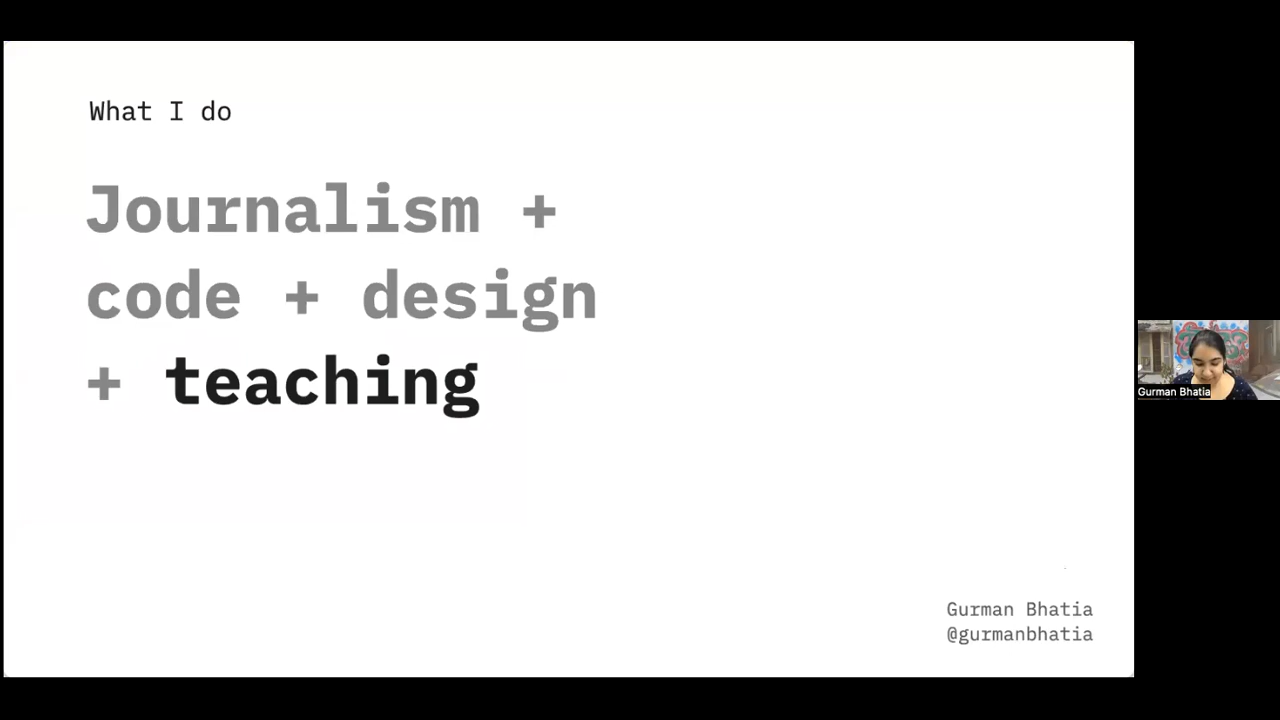 What I do
Journalism +
code + design
+ teaching
Gurman Bhatia
@gurmanbhatia
Gurman Bhatia